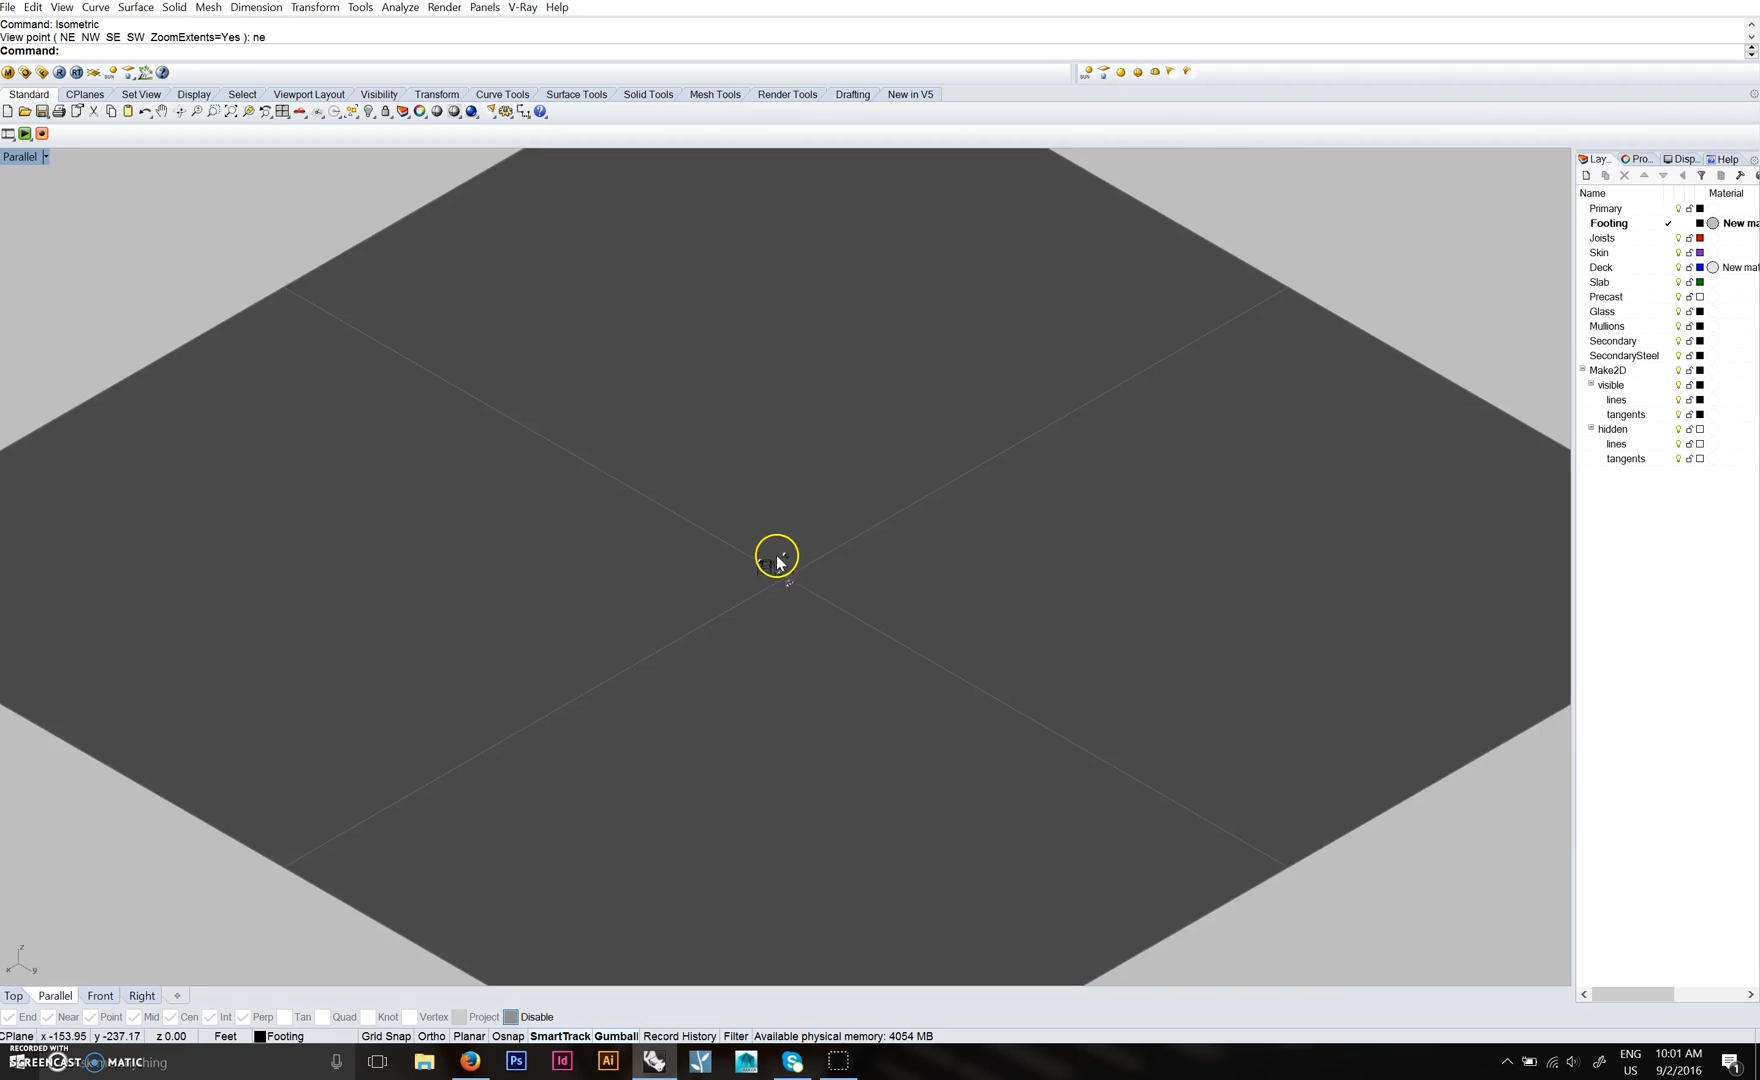 File Edit View Curve Surface Solid Mesh Dimension Transform Tools Analyze Render Panels V-Ray Help
Command: Isometric
View point ( NE NW SE SW ZoomExtents=Yes ): ne
Command:
Standard CPlanes Set View Display Select Viewport Layout Visibility Transform Curve Tools Surface Tools Solid Tools Mesh Tools Render Tools Drafting New in V5
Parallel
Lay... Pro... Disp... Help
Name Material
Primary
Footing New ma
Joists
Skin
Deck New mat
Slab
Precast
Glass
Mullions
Secondary
SecondarySteel
Make2D
visible
lines
tangents
hidden
lines
tangents
z
x y
Top Parallel Front Right
End Near Point Mid Cen Int Perp Tan Quad Knot Vertex Project Disable
CPlane x -153.95 y -237.17 z 0.00 Feet Footing Grid Snap Ortho Planar Osnap SmartTrack Gumball Record History Filter Available physical memory: 4054 MB
RECORDED WITH
SCREENCAST MATIC
ything
Ps Id Ai
ENG 10:01 AM
US 9/2/2016
1